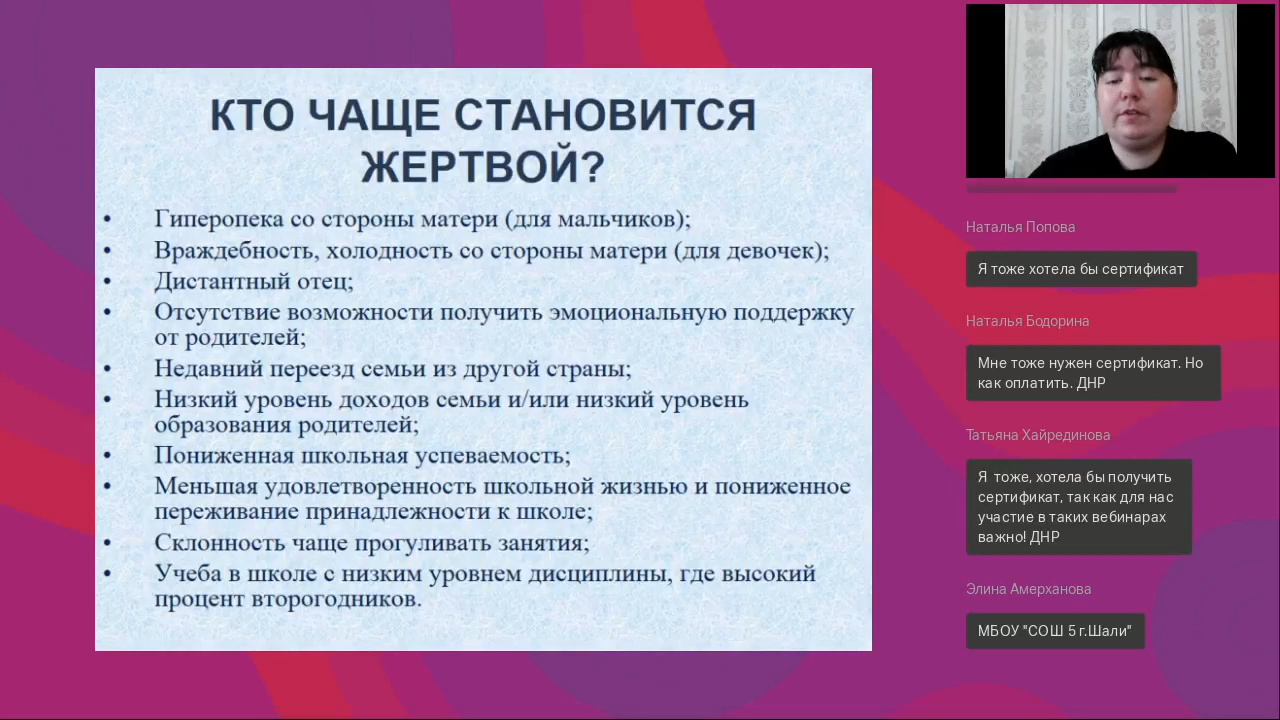 КТО ЧАЩЕ СТАНОВИТСЯ
ЖЕРТВОЙ?
• Гиперопека со стороны матери (для мальчиков);
• Враждебность, холодность со стороны матери (для девочек);
• Дистантный отец;
• Отсутствие возможности получить эмоциональную поддержку
от родителей;
• Недавний переезд семьи из другой страны;
• Низкий уровень доходов семьи и/или низкий уровень
образования родителей;
• Пониженная школьная успеваемость;
• Меньшая удовлетворенность школьной жизнью и пониженное
переживание принадлежности к школе;
• Склонность чаще прогуливать занятия;
• Учеба в школе с низким уровнем дисциплины, где высокий
процент второгодников.
Наталья Попова
Я тоже хотела бы сертификат
Наталья Бодорина
Мне тоже нужен сертификат. Но
как оплатить. ДНР
Татьяна Хайрединова
Я тоже, хотела бы получить
сертификат, так как для нас
участие в таких вебинарах
важно! ДНР
Элина Амерханова
МБОУ "СОШ 5 г.Шали"